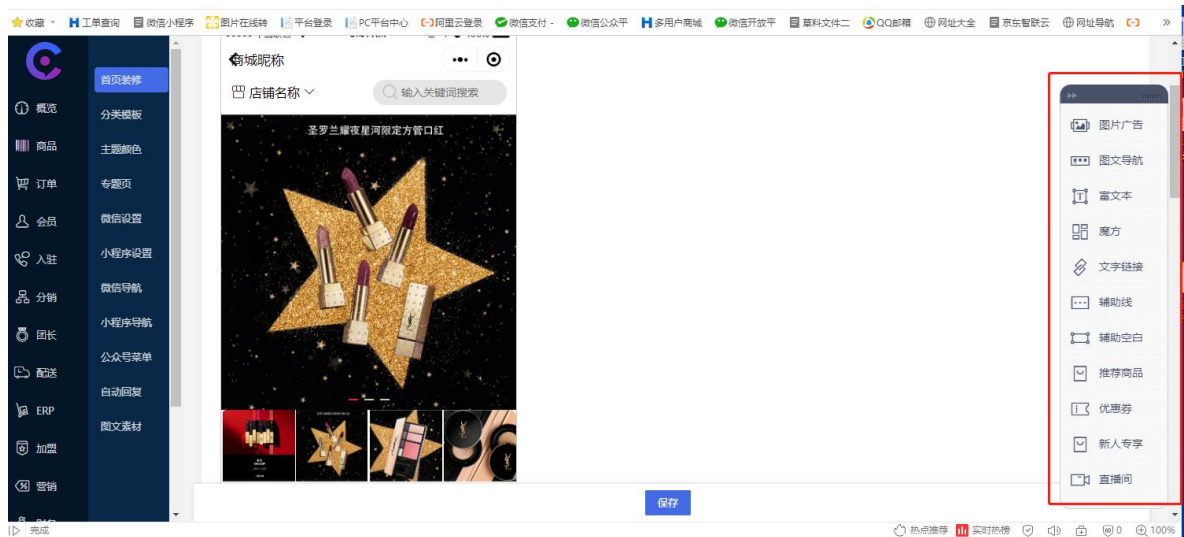 收藏
工单查询
微信小程序
图片在线转
平台登录
PC平台中心
阿里云登录
微信支付 -
微信公众平
多用户商城
微信开放平
草料文件二
QQ邮箱
网址大全
京东智联云
网址导航
»
概览
商品
订单
会员
入驻
分销
团长
配送
ERP
加盟
营销
首页装修
分类模板
主题颜色
专题页
微信设置
小程序设置
微信导航
小程序导航
公众号菜单
自动回复
图文素材
商城昵称
店铺名称
输入关键词搜索
圣罗兰耀夜星河限定方管口红
保存
图片广告
图文导航
富文本
魔方
文字链接
辅助线
辅助空白
推荐商品
优惠券
新人专享
直播间
完成
热点推荐
实时热榜
0
100%